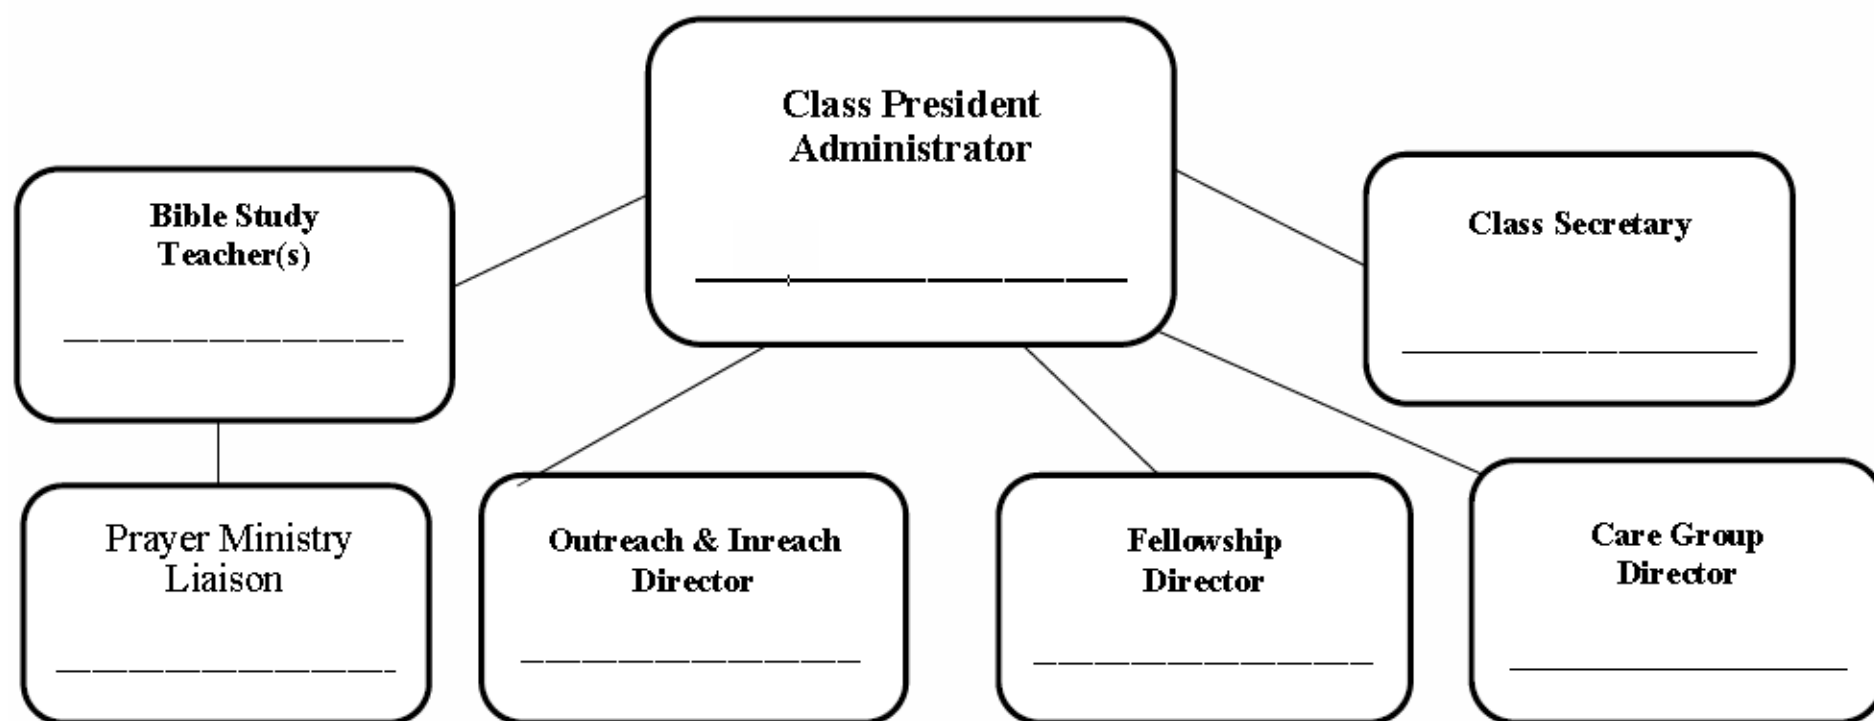 Class President
Administrator
Bible Study
Teacher(s)
Class Secretary
Prayer Ministry
Liaison
Outreach & Inreach
Director
Fellowship
Director
Care Group
Director